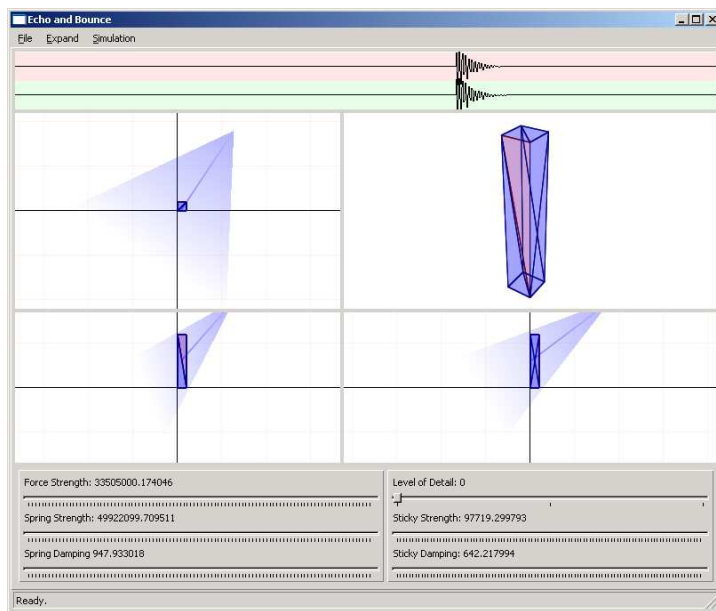 Echo and Bounce
File Expand Simulation
Force Strength: 33505000.174046
Spring Strength: 49922099.709511
Spring Damping 947.933018
Level of Detail: 0
Sticky Strength: 97719.299793
Sticky Damping: 642.217994
Ready.